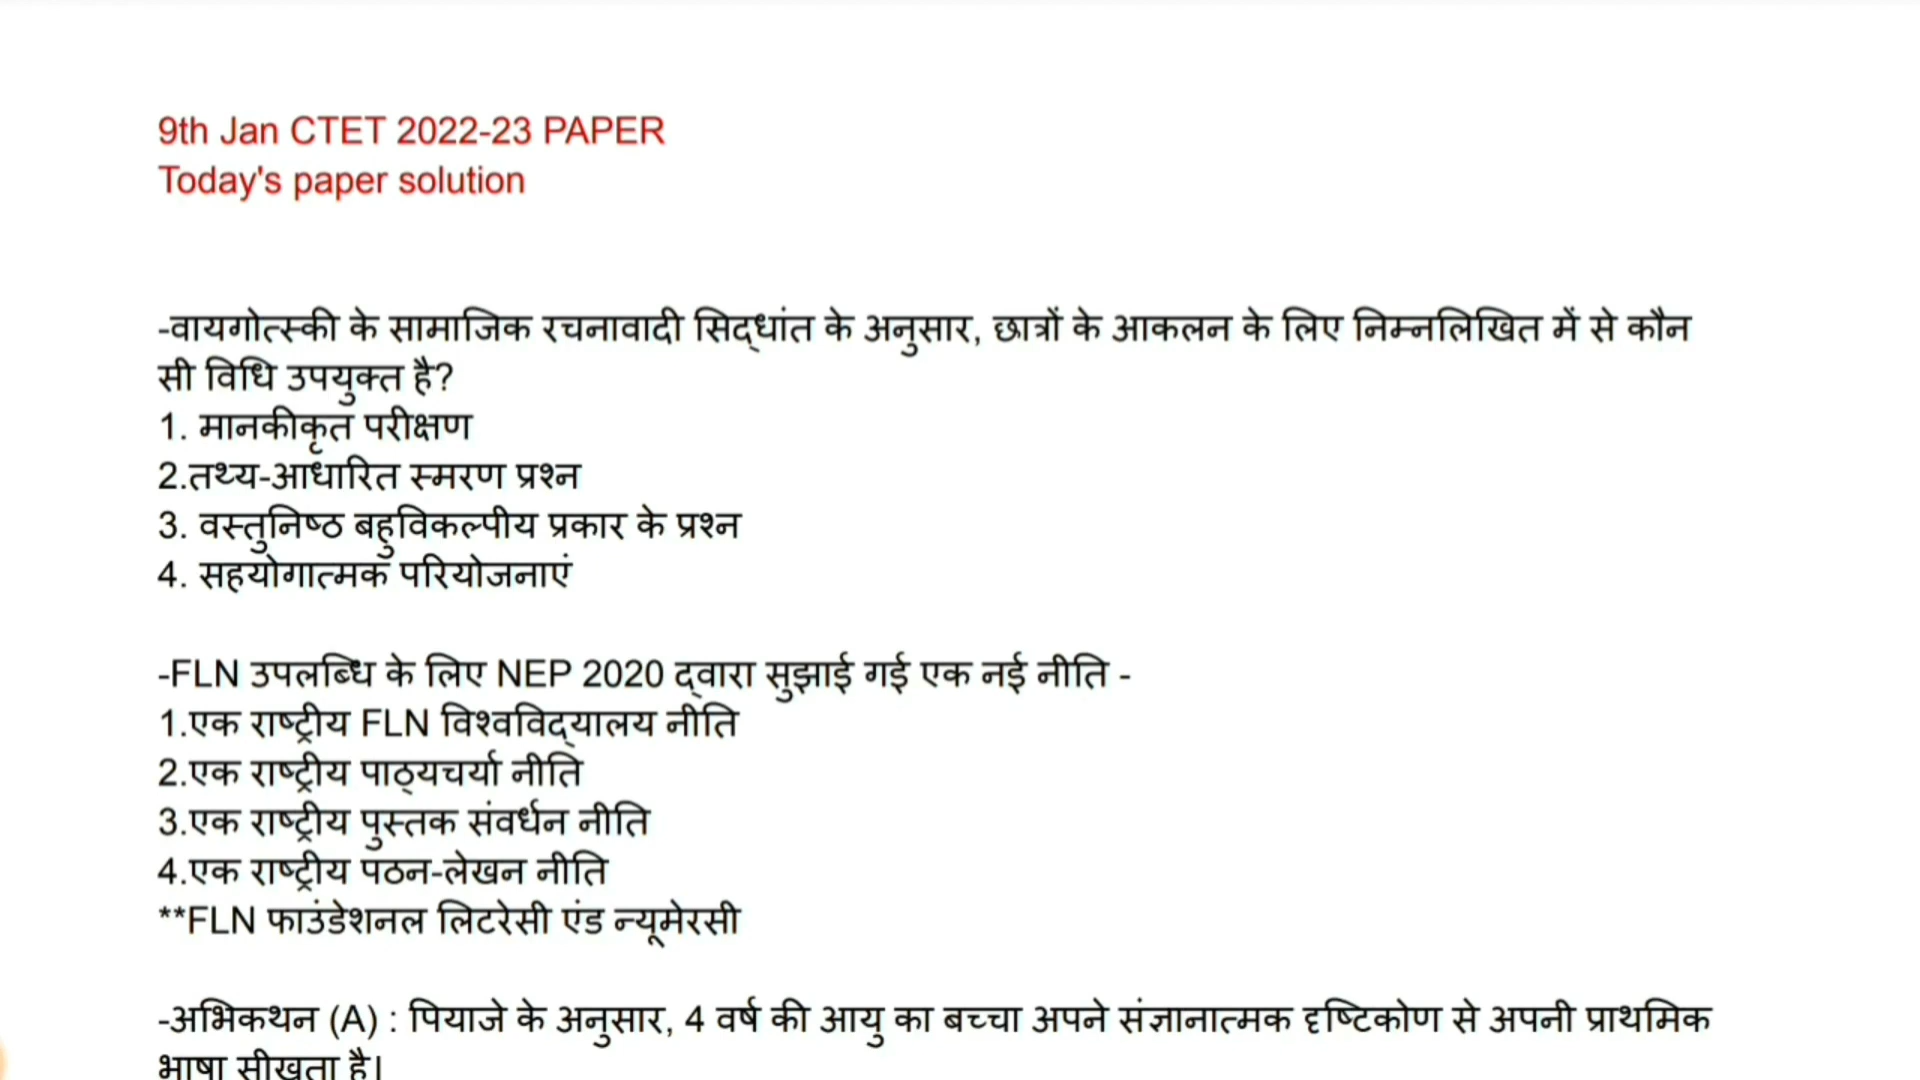 9th Jan CTET 2022-23 PAPER
Today's paper solution
-वायगोत्स्की के सामाजिक रचनावादी सिद्धांत के अनुसार, छात्रों के आकलन के लिए निम्नलिखित में से कौन
सी विधि उपयुक्त है?
1. मानकीकृत परीक्षण
2.तथ्य-आधारित स्मरण प्रश्न
3. वस्तुनिष्ठ बहुविकल्पीय प्रकार के प्रश्न
4. सहयोगात्मक परियोजनाएं
-FLN उपलब्धि के लिए NEP 2020 द्वारा सुझाई गई एक नई नीति -
1.एक राष्ट्रीय FLN विश्वविद्यालय नीति
2.एक राष्ट्रीय पाठ्यचर्या नीति
3.एक राष्ट्रीय पुस्तक संवर्धन नीति
4.एक राष्ट्रीय पठन-लेखन नीति
**FLN फाउंडेशनल लिटरेसी एंड न्यूमेरसी
-अभिकथन (A) : पियाजे के अनुसार, 4 वर्ष की आयु का बच्चा अपने संज्ञानात्मक दृष्टिकोण से अपनी प्राथमिक
भाषा सीखता है।